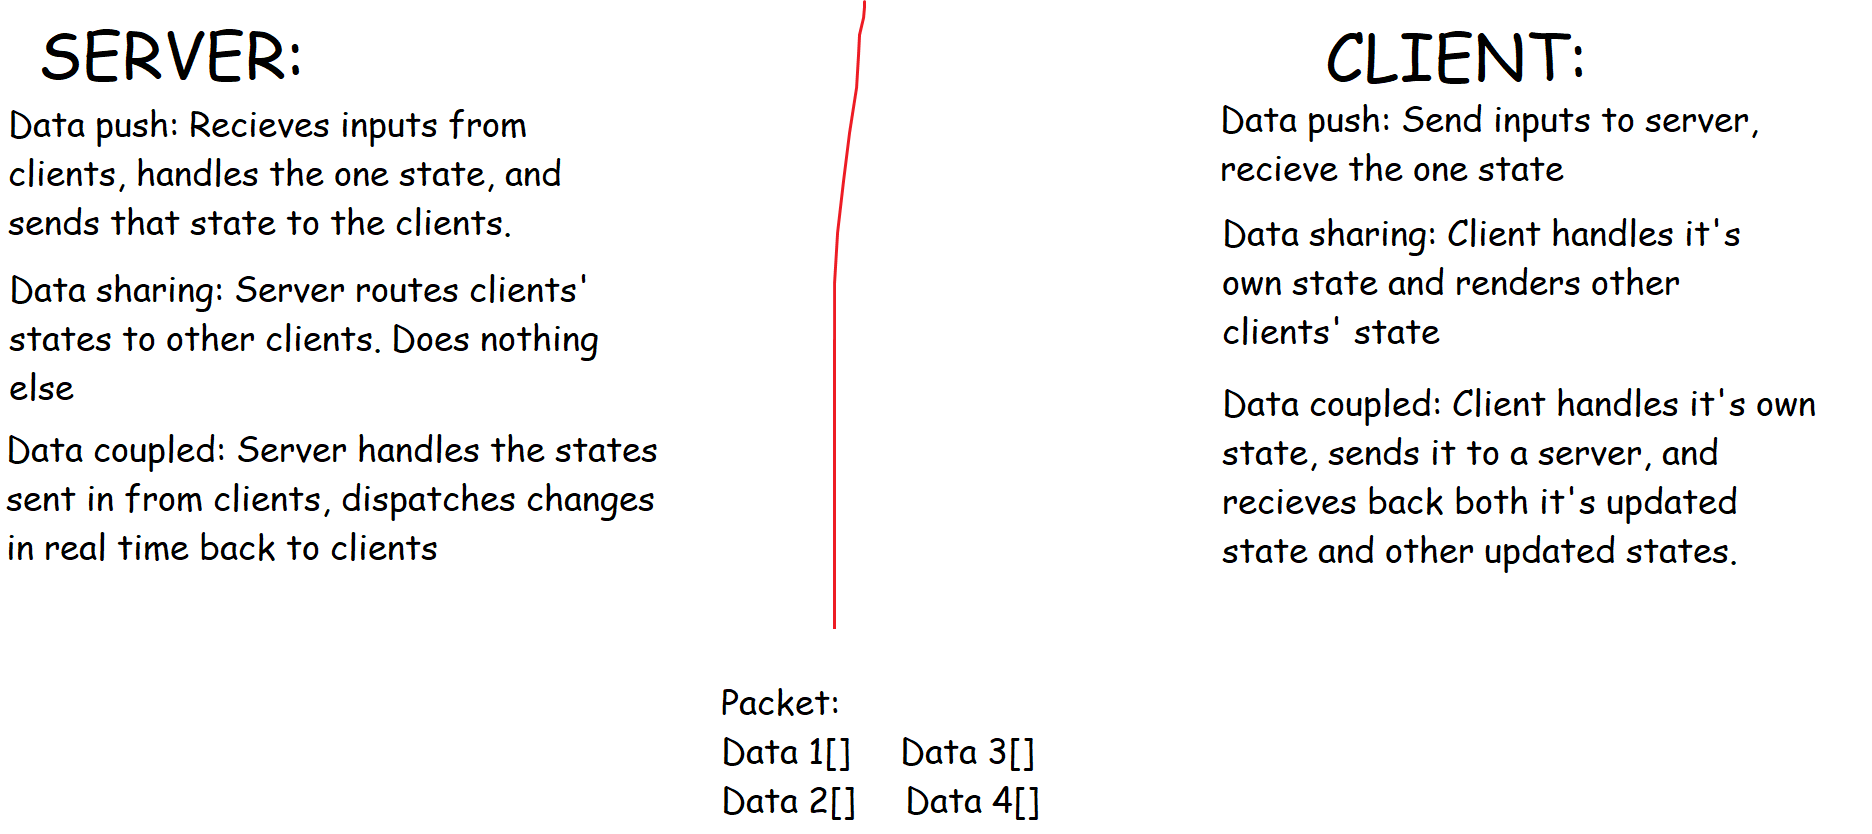 SERVER:
Data push: Recieves inputs from
clients, handles the one state, and
sends that state to the clients.
Data sharing: Server routes clients'
states to other clients. Does nothing
else
Data coupled: Server handles the states
sent in from clients, dispatches changes
in real time back to clients
CLIENT:
Data push: Send inputs to server,
recieve the one state
Data sharing: Client handles it's
own state and renders other
clients' state
Data coupled: Client handles it's own
state, sends it to a server, and
recieves back both it's updated
state and other updated states.
Packet:
Data 1[] Data 3[]
Data 2[] Data 4[]